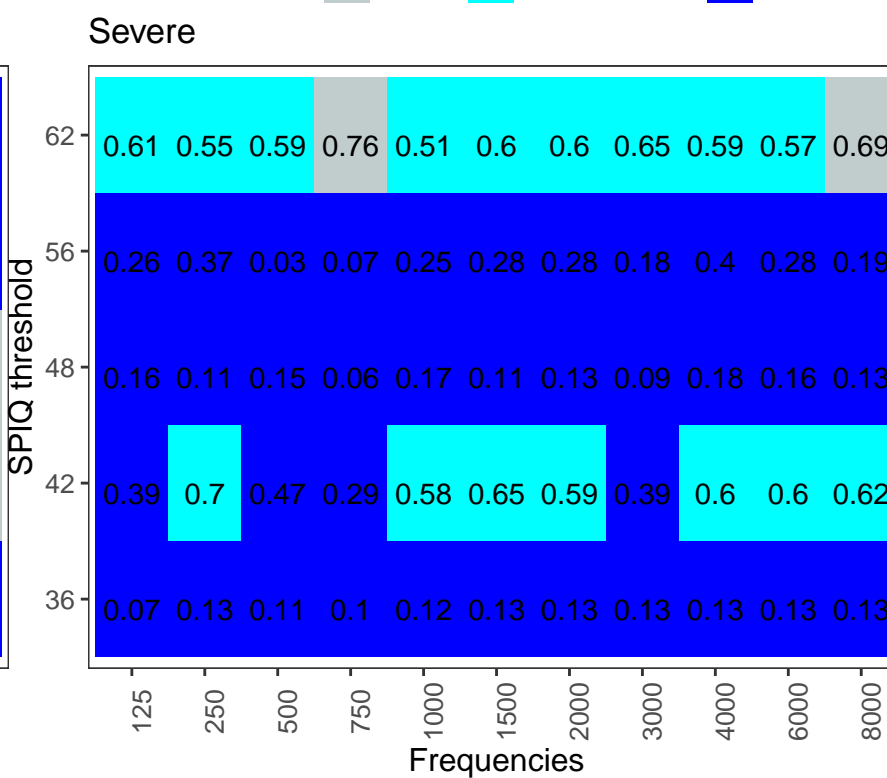 Severe
62 0.61 0.55 0.59 0.76 0.51 0.6 0.6 0.65 0.59 0.57 0.69
56 0.26 0.37 0.03 0.07 0.25 0.28 0.28 0.18 0.4 0.28 0.19
SPIQ threshold
48 0.16 0.11 0.15 0.06 0.17 0.11 0.13 0.09 0.18 0.16 0.13
42 0.39 0.7 0.47 0.29 0.58 0.65 0.59 0.39 0.6 0.6 0.62
36 0.07 0.13 0.11 0.1 0.12 0.13 0.13 0.13 0.13 0.13 0.13
125 250 500 750 1000 1500 2000 3000 4000 6000 8000
Frequencies